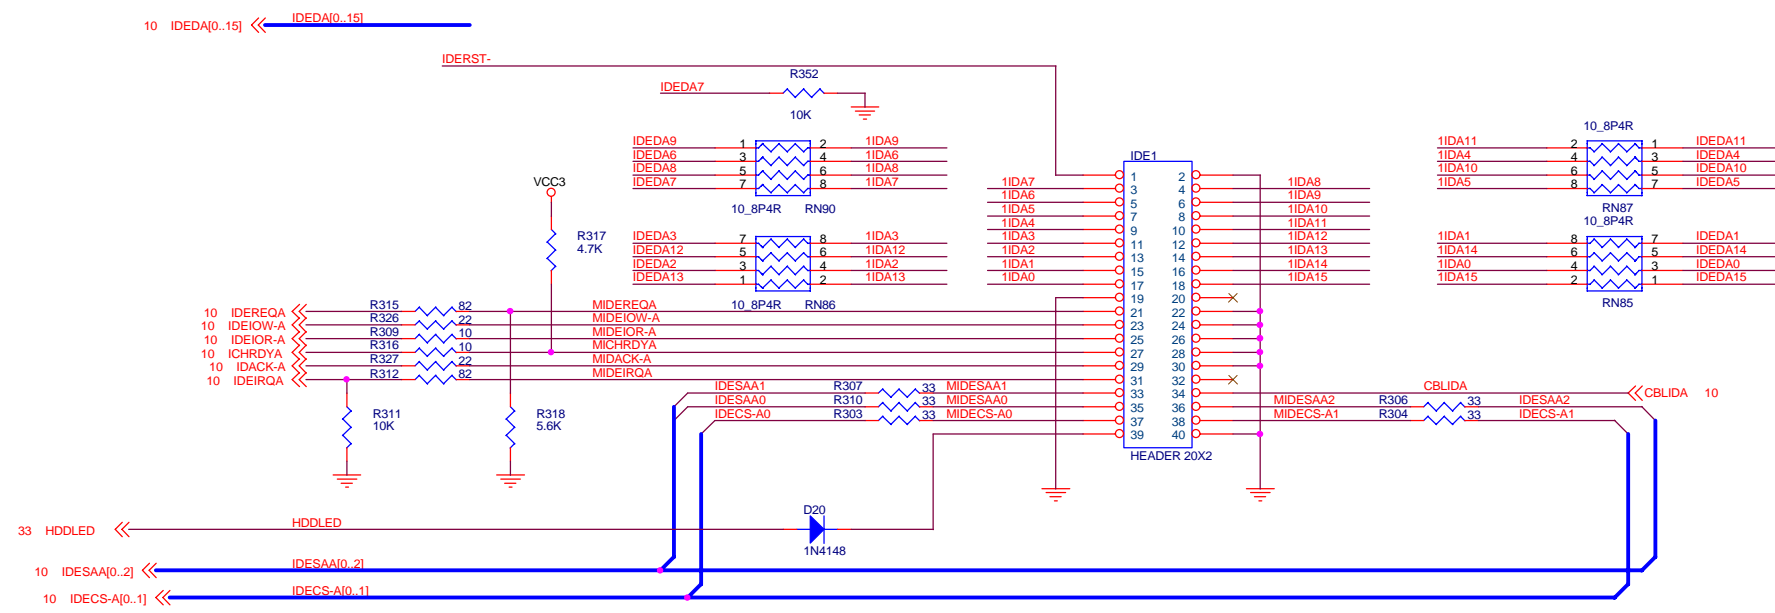 10 IDEDA[0..15] IDEDA[0..15]
IDERST-
R352
IDEDA7
10K
10_8P4R
IDEDA9 1 2 1IDA9
IDEDA6 3 4 1IDA6
IDEDA8 5 6 1IDA8
IDEDA7 7 8 1IDA7
10_8P4R RN90
1IDA11 2 1 IDEDA11
1IDA4 4 3 IDEDA4
1IDA10 6 5 IDEDA10
1IDA5 8 7 IDEDA5
RN87
10_8P4R
VCC3
R317
4.7K
IDEDA3 7 8 1IDA3
IDEDA12 5 6 1IDA12
IDEDA2 3 4 1IDA2
IDEDA13 1 2 1IDA13
10_8P4R RN86
1IDA1 8 7 IDEDA1
1IDA14 6 5 IDEDA14
1IDA0 4 3 IDEDA0
1IDA15 2 1 IDEDA15
RN85
IDE1
1 2
1IDA7 3 4 1IDA8
1IDA6 5 6 1IDA9
1IDA5 7 8 1IDA10
1IDA4 9 10 1IDA11
1IDA3 11 12 1IDA12
1IDA2 13 14 1IDA13
1IDA1 15 16 1IDA14
1IDA0 17 18 1IDA15
19 20
10 IDEREQA R315 82 MIDEREQA 21 22
10 IDEIOW-A R326 22 MIDEIOW-A 23 24
10 IDEIOR-A R309 10 MIDEIOR-A 25 26
10 ICHRDYA R316 10 MICHRDYA 27 28
10 IDACK-A R327 22 MIDACK-A 29 30
10 IDEIRQA R312 82 MIDEIRQA 31 32
IDESAA1 R307 33 MIDESAA1 33 34 CBLIDA CBLIDA 10
IDESAA0 R310 33 MIDESAA0 35 36 MIDESAA2 R306 33 IDESAA2
IDECS-A0 R303 33 MIDECS-A0 37 38 MIDECS-A1 R304 33 IDECS-A1
39 40
HEADER 20X2
R311
10K
R318
5.6K
D20
33 HDDLED HDDLED
1N4148
10 IDESAA[0..2] IDESAA[0..2]
10 IDECS-A[0..1] IDECS-A[0..1]